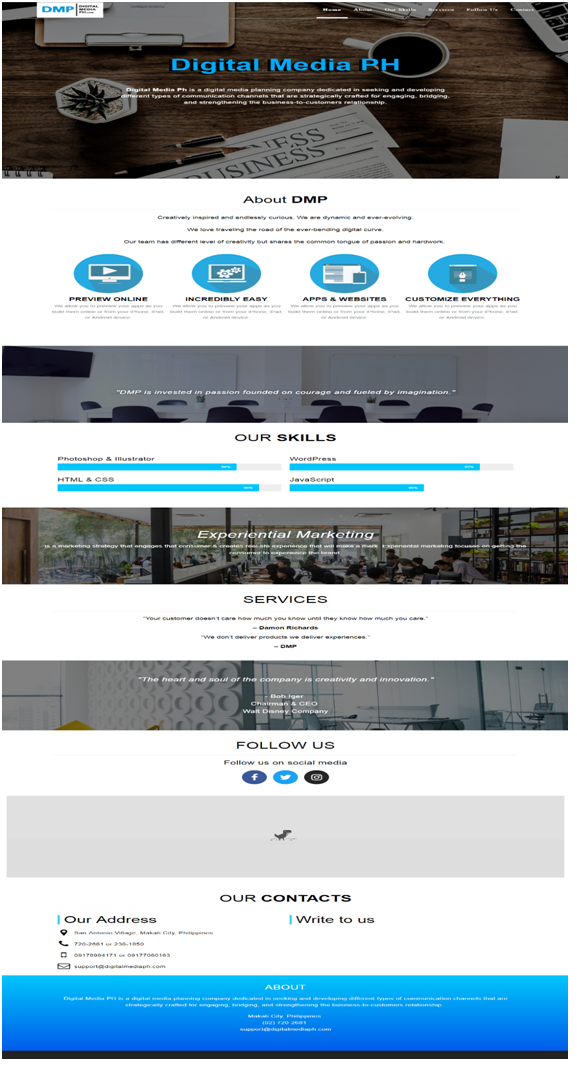 DMP DIGITAL
MEDIA
PH
Home About Our Skills Services Follow Us Contact
Digital Media PH
Digital Media Ph is a digital media planning company dedicated in seeking and developing
different types of communication channels that are strategically crafted for engaging, bridging,
and strengthening the business-to-customers relationship.
BUSINESS
About DMP
Creatively inspired and endlessly curious. We are dynamic and ever-evolving.
We love traveling the road of the ever-bending digital curve.
Our team has different level of creativity but shares the common tongue of passion and hardwork.
PREVIEW ONLINE INCREDIBLY EASY APPS & WEBSITES CUSTOMIZE EVERYTHING
We allow you to preview your apps as you We allow you to preview your apps as you We allow you to preview your apps as you We allow you to preview your apps as you
build them online or from your iPhone, iPad, build them online or from your iPhone, iPad, build them online or from your iPhone, iPad, build them online or from your iPhone, iPad,
or Android device. or Android device. or Android device. or Android device.
"DMP is invested in passion founded on courage and fueled by imagination."
OUR SKILLS
Photoshop & Illustrator WordPress
HTML & CSS JavaScript
Experiential Marketing
is a marketing strategy that engages that consumer & creates real-life experience that will make a mark. Experiential marketing focuses on getting the
consumed to experience the brand.
SERVICES
"Your customer doesn't care how much you know until they know how much you care."
– Damon Richards
"We don't deliver products we deliver experiences."
– DMP
"The heart and soul of the company is creativity and innovation."
– Bob Iger
Chairman & CEO
Walt Disney Company
FOLLOW US
Follow us on social media
OUR CONTACTS
Our Address Write to us
San Antonio Village, Makati City, Philippines
720-2681 or
support@digitalmediaph.com
ABOUT
Digital Media PH is a digital media planning company dedicated in seeking and developing different types of communication channels that are
strategically crafted for engaging, bridging, and strengthening the business-to-customers relationship.
Makati City, Philippines
(02) 720-2681
support@digitalmediaph.com